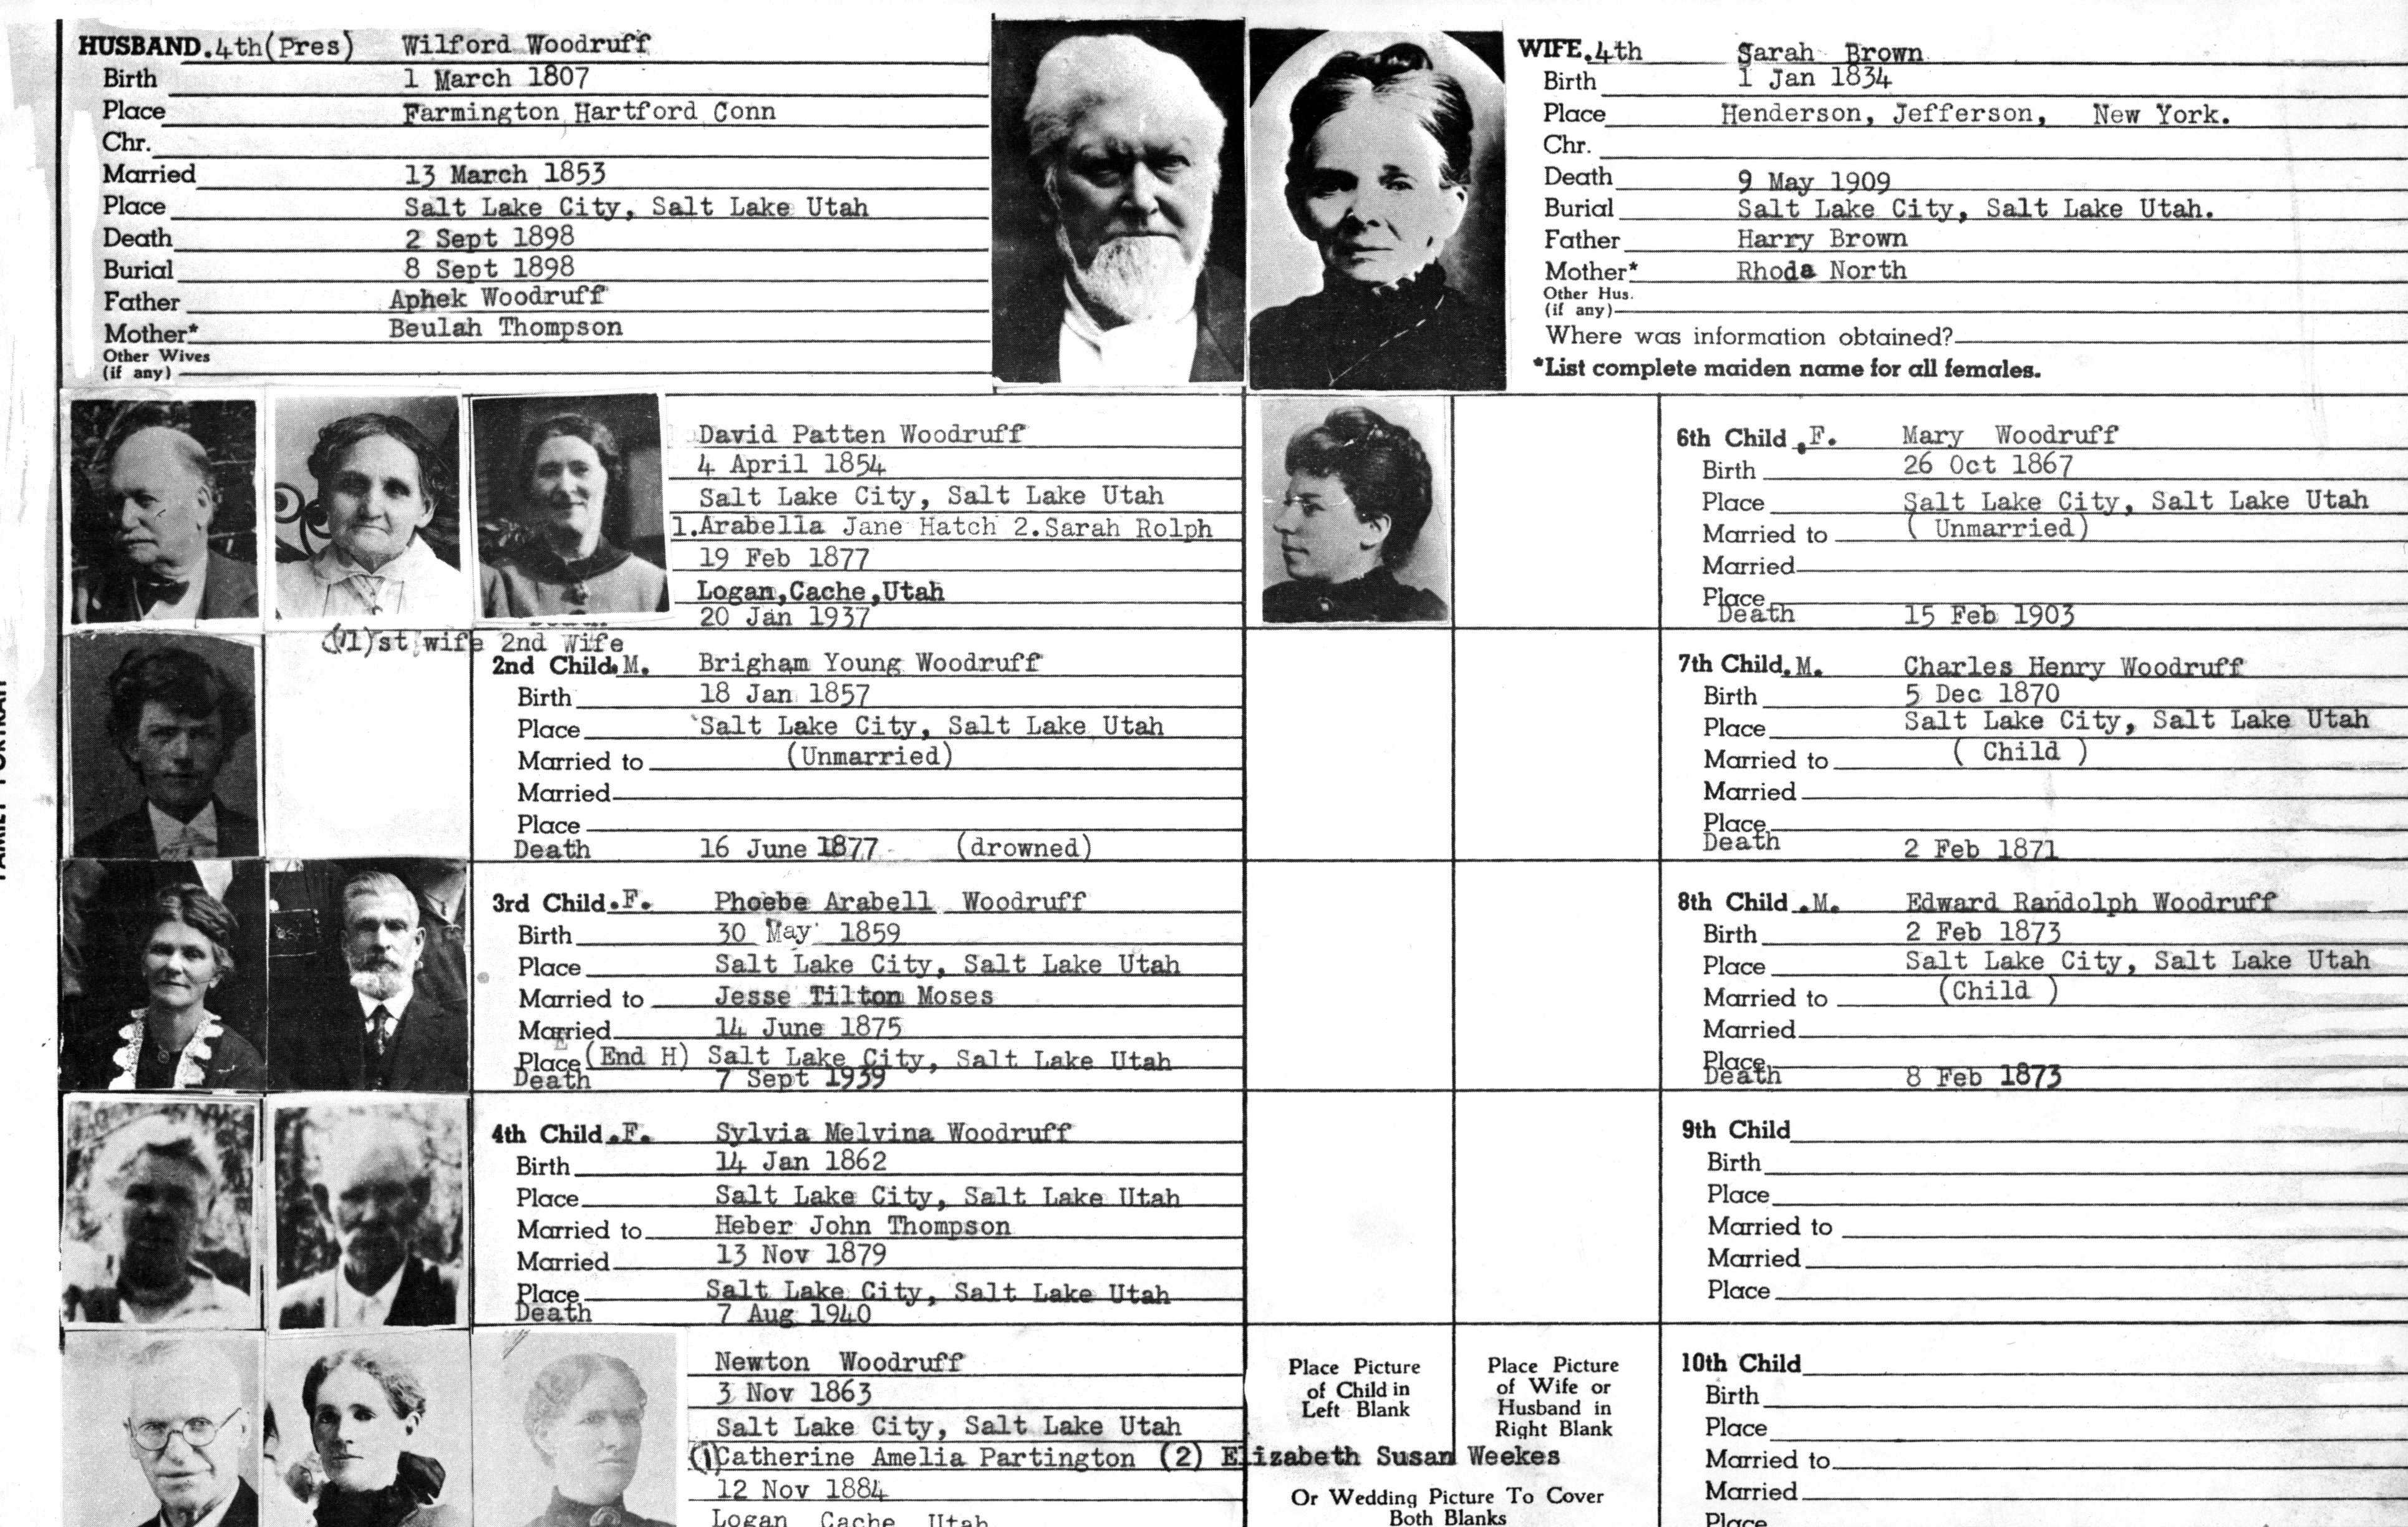 HUSBAND. 4th(Pres) Wilford Woodruff
Birth 1 March 1807
Place Farmington Hartford Conn
Chr.
Married 13 March 1853
Place Salt Lake City, Salt Lake Utah
Death 2 Sept 1898
Burial 8 Sept 1898
Father Aphek Woodruff
Mother* Beulah Thompson
Other Wives
(if any)
WIFE. 4th Sarah Brown
Birth 1 Jan 1834
Place Henderson, Jefferson, New York.
Chr.
Death 9 May 1909
Burial Salt Lake City, Salt Lake Utah.
Father Harry Brown
Mother* Rhoda North
Other Hus.
(if any)
Where was information obtained?
*List complete maiden name for all females.
David Patten Woodruff
4 April 1854
Salt Lake City, Salt Lake Utah
1.Arabella Jane Hatch 2.Sarah Rolph
19 Feb 1877
Logan,Cache,Utah
20 Jan 1937
(1)st wife 2nd Wife
2nd Child. M. Brigham Young Woodruff
Birth 18 Jan 1857
Place Salt Lake City, Salt Lake Utah
Married to (Unmarried)
Married
Place
Death 16 June 1877 (drowned)
3rd Child. F. Phoebe Arabell Woodruff
Birth 30 May 1859
Place Salt Lake City, Salt Lake Utah
Married to Jesse Tilton Moses
Married 14 June 1875
Place (End H) Salt Lake City, Salt Lake Utah
Death 7 Sept 1939
4th Child. F. Sylvia Melvina Woodruff
Birth 14 Jan 1862
Place Salt Lake City, Salt Lake Utah
Married to Heber John Thompson
Married 13 Nov 1879
Place Salt Lake City, Salt Lake Utah
Death 7 Aug 1940
Newton Woodruff
3 Nov 1863
Salt Lake City, Salt Lake Utah
(1)Catherine Amelia Partington (2) Elizabeth Susan Weekes
12 Nov 1884
Logan Cache Utah
6th Child. F. Mary Woodruff
Birth 26 Oct 1867
Place Salt Lake City, Salt Lake Utah
Married to ( Unmarried)
Married
Place
Death 15 Feb 1903
7th Child. M. Charles Henry Woodruff
Birth 5 Dec 1870
Place Salt Lake City, Salt Lake Utah
Married to ( Child )
Married
Place
Death 2 Feb 1871
8th Child. M. Edward Randolph Woodruff
Birth 2 Feb 1873
Place Salt Lake City, Salt Lake Utah
Married to (Child )
Married
Place
Death 8 Feb 1873
9th Child
Birth
Place
Married to
Married
Place
Place Picture
of Child in
Left Blank
Place Picture
of Wife or
Husband in
Right Blank
Or Wedding Picture To Cover
Both Blanks
10th Child
Birth
Place
Married to
Married
Place